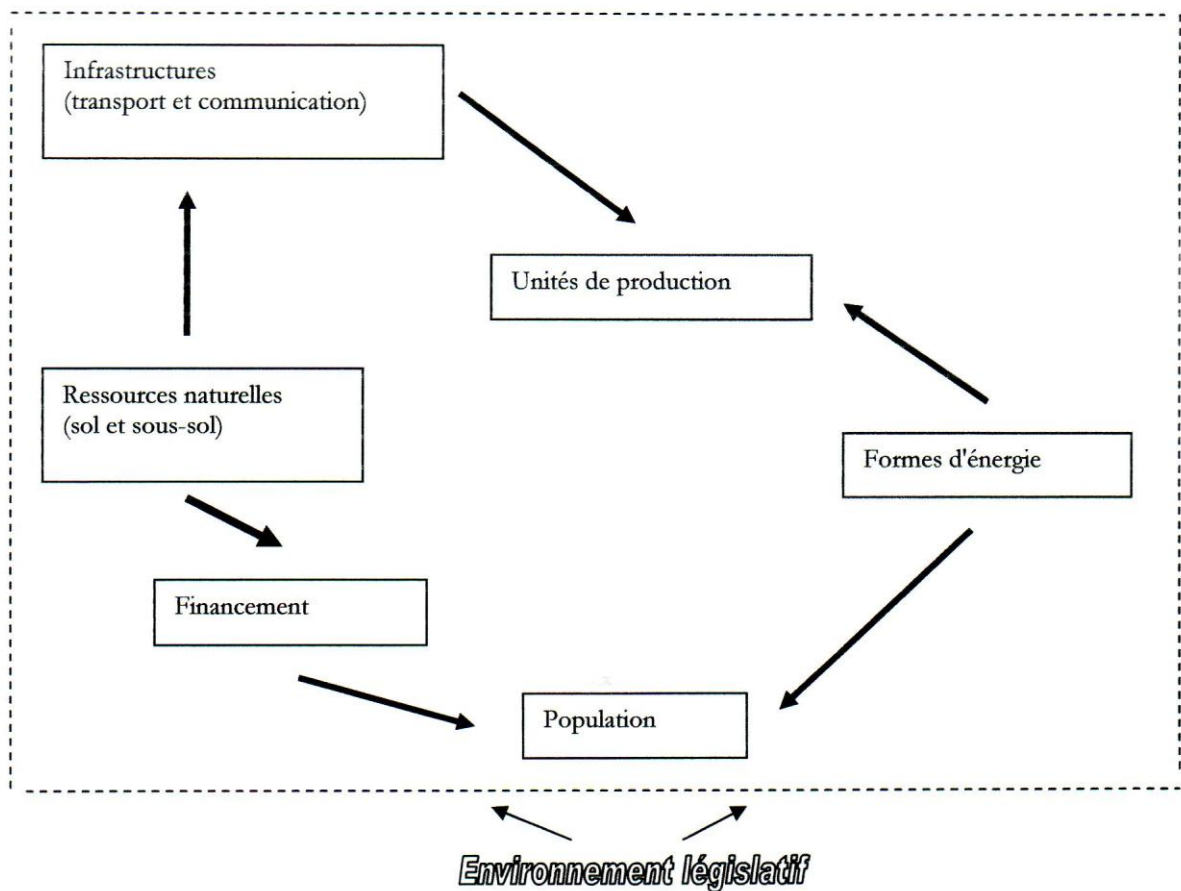 Infrastructures
(transport et communication)
Unités de production
Ressources naturelles
(sol et sous-sol)
Formes d'énergie
Financement
Population
Environnement législatif